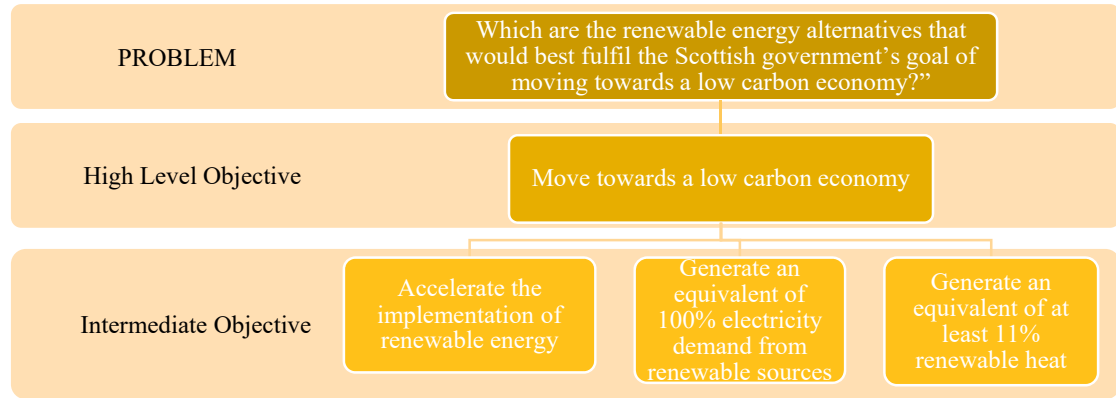 PROBLEM
Which are the renewable energy alternatives that
would best fulfil the Scottish government’s goal of
moving towards a low carbon economy?”
High Level Objective
Move towards a low carbon economy
Intermediate Objective
Accelerate the
implementation of
renewable energy
Generate an
equivalent of
100% electricity
demand from
renewable sources
Generate an
equivalent of at
least 11%
renewable heat